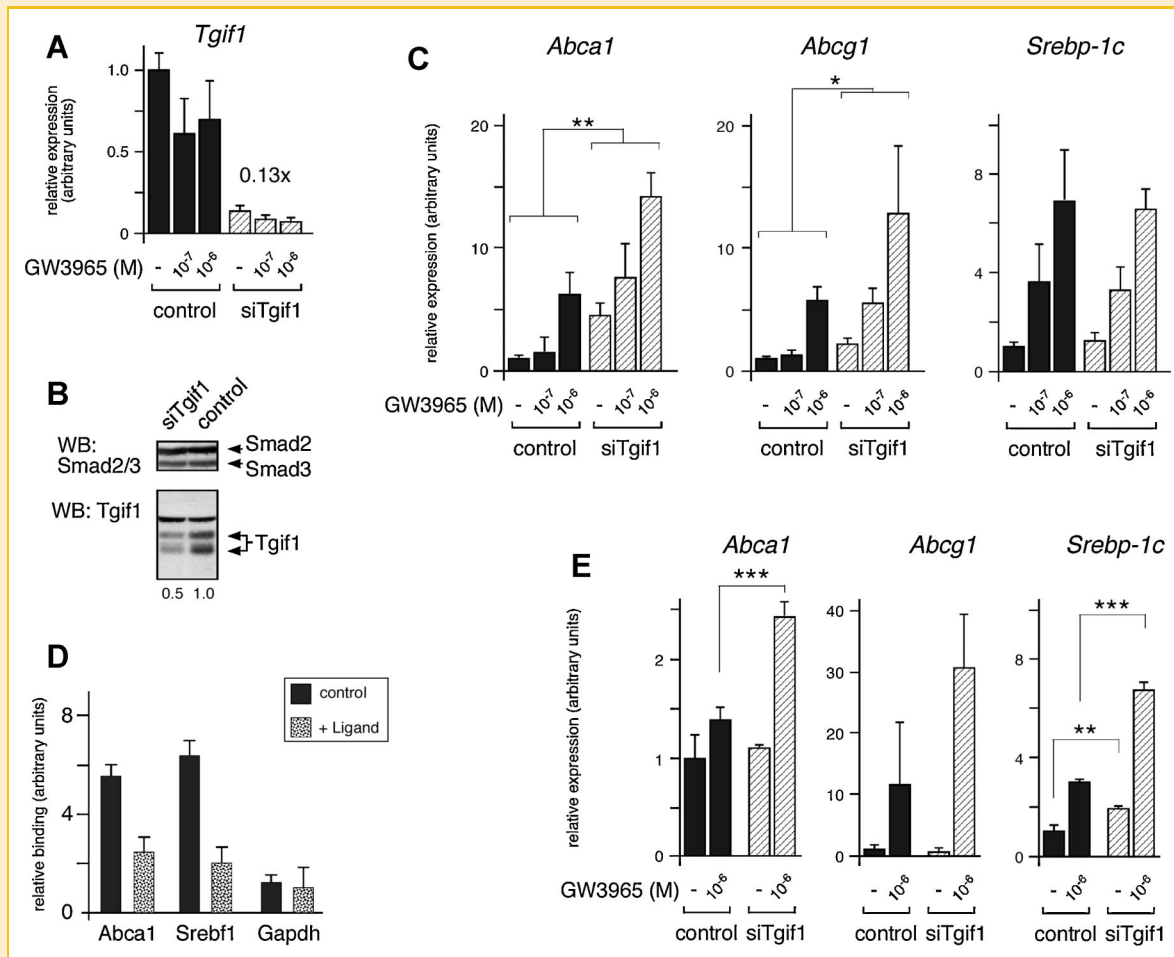 A
Tgif1
relative expression
(arbitrary units)
1.0
0.5
0
0.13x
GW3965 (M)
- 10-7 10-6 - 10-7 10-6
control siTgif1
B
siTgif1 control
WB:
Smad2/3
Smad2
Smad3
WB: Tgif1
Tgif1
0.5 1.0
C
Abca1
relative expression (arbitrary units)
20
10
0
**
GW3965 (M)
- 10-7 10-6 - 10-7 10-6
control siTgif1
Abcg1
20
10
0
*
- 10-7 10-6 - 10-7 10-6
control siTgif1
Srebp-1c
8
4
0
- 10-7 10-6 - 10-7 10-6
control siTgif1
D
relative binding (arbitrary units)
8
4
0
control
+ Ligand
Abca1 Srebf1 Gapdh
E
Abca1
relative expression (arbitrary units)
2
1
0
***
GW3965 (M)
- 10-6 - 10-6
control siTgif1
Abcg1
40
30
20
10
0
- 10-6 - 10-6
control siTgif1
Srebp-1c
8
4
0
***
**
- 10-6 - 10-6
control siTgif1